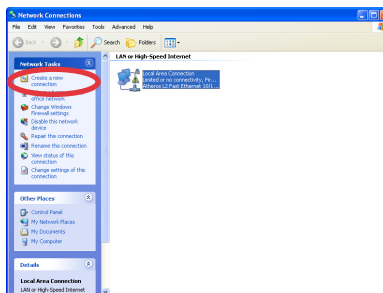 Network Connections
File Edit View Favorites Tools Advanced Help
Back Search Folders
Network Tasks
Create a new
connection
office network
Change Windows
Firewall settings
Disable this network
device
Repair this connection
Rename this connection
View status of this
connection
Change settings of this
connection
Other Places
Control Panel
My Network Places
My Documents
My Computer
Details
Local Area Connection
LAN or High-Speed Internet
LAN or High-Speed Internet
Local Area Connection
Limited or no connectivity, Fir...
Atheros L2 Fast Ethernet 10/1...